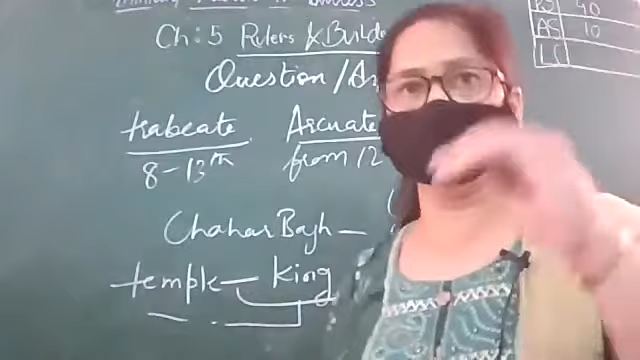 Ch: 5 Rulers & Builde
Question / An
trabeate Arcuate
8-13th from 12
Chahar Bagh —
temple — King
PS 40
AS 10